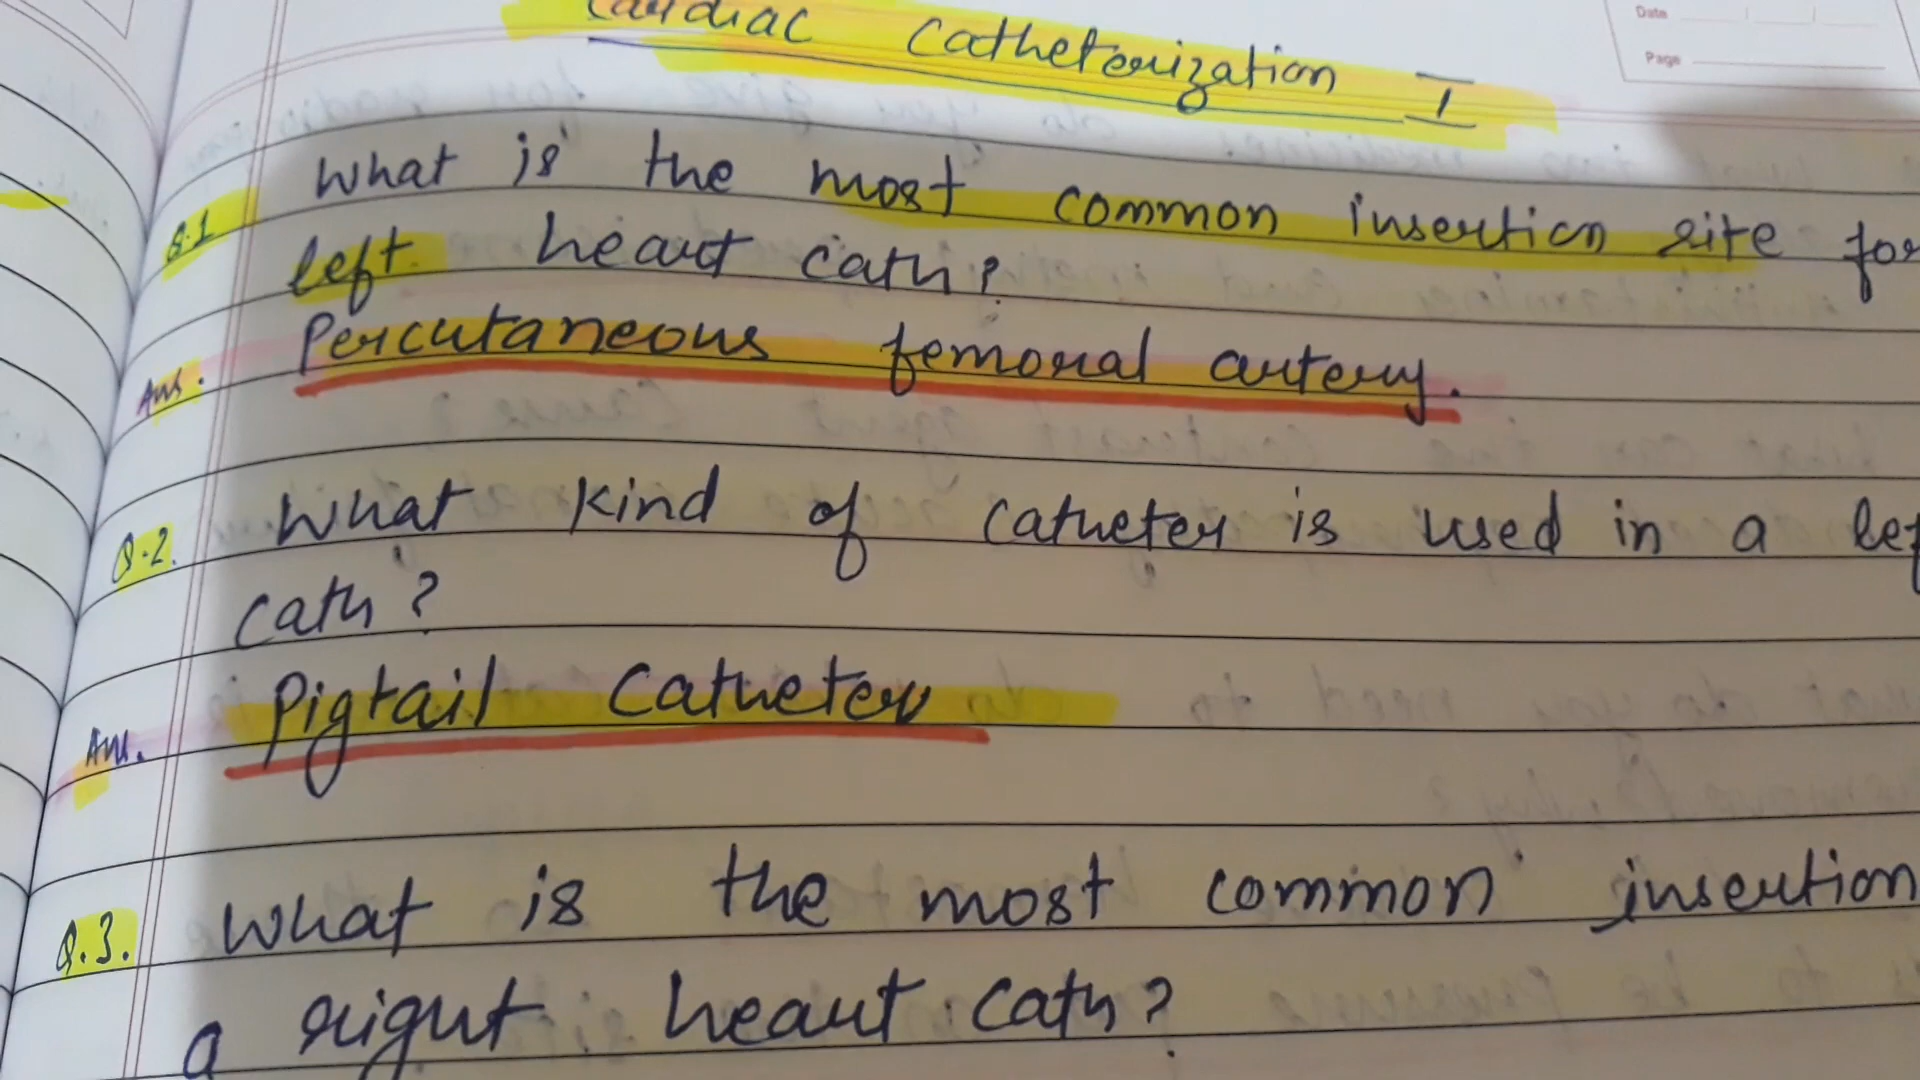 Cardiac Catheterization I
Date
Page
Q.1 What is the most common insertion site for
left heart cath?
Ans. Percutaneous femoral artery.
Q.2. What kind of catheter is used in a
cath?
Ans. Pigtail Catheter
Q.3. What is the most common insertion
a right heart cath?